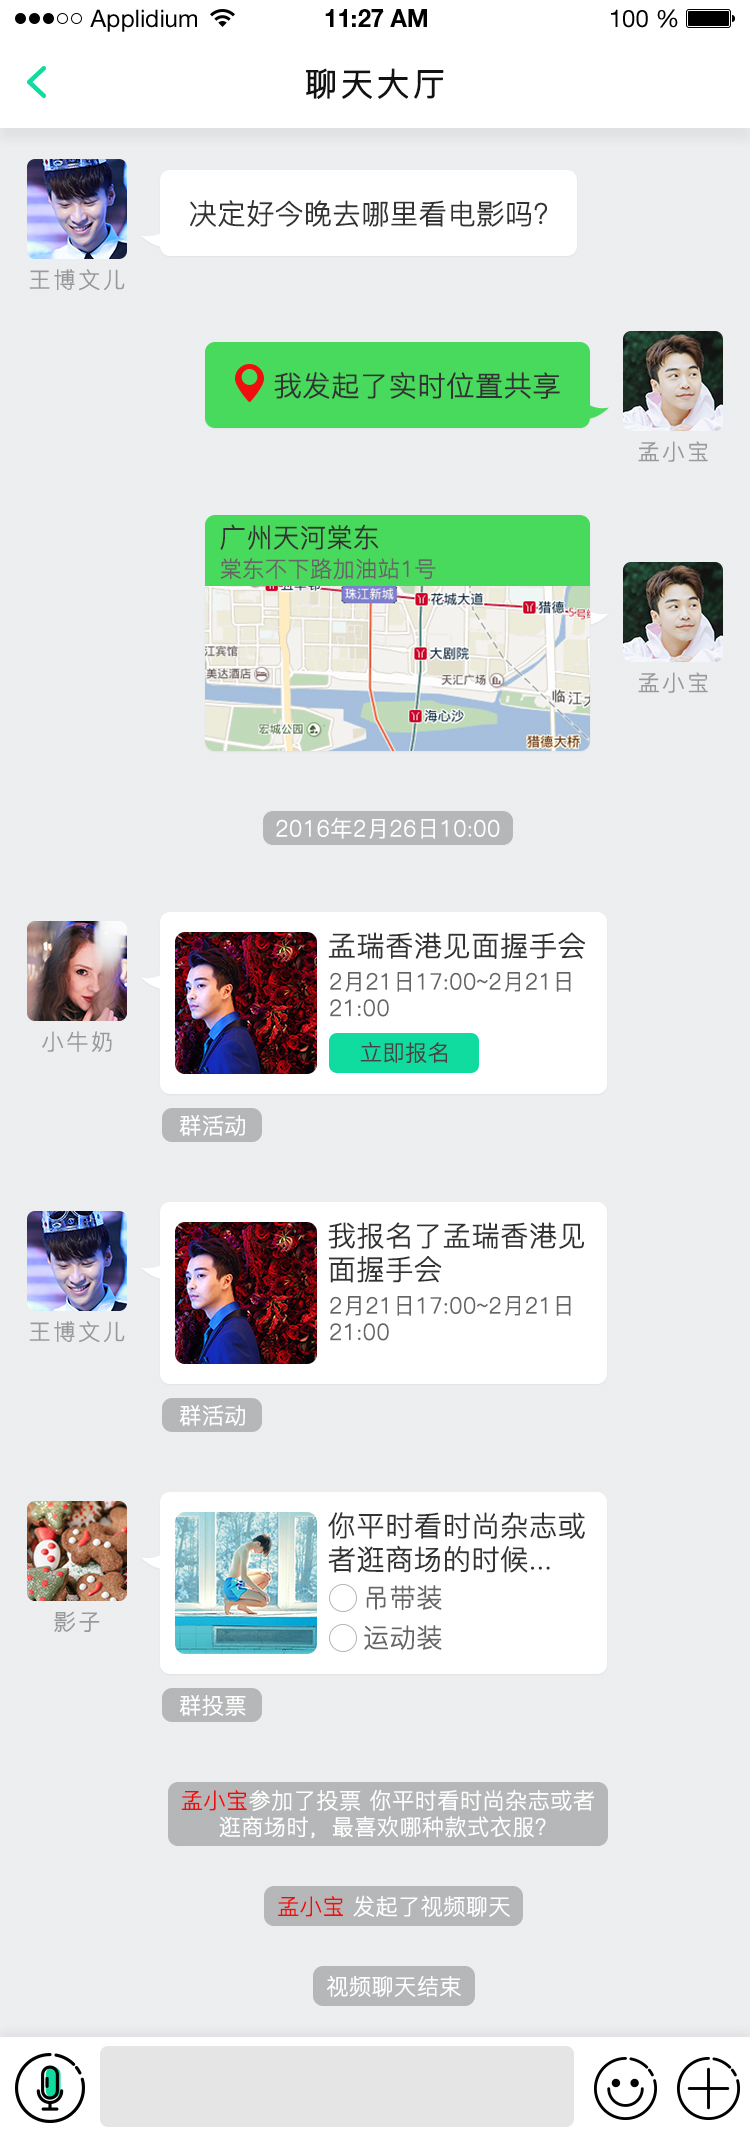 Applidium 11:27 AM 100 %
聊天大厅
决定好今晚去哪里看电影吗?
王博文儿
我发起了实时位置共享
孟小宝
广州天河棠东
棠东不下路加油站1号
珠江新城
花城大道
猎德
5号线
江宾馆
大剧院
美达酒店
天汇广场
临江大
海心沙
宏城公园
猎德大桥
孟小宝
2016年2月26日10:00
孟瑞香港见面握手会
2月21日17:00~2月21日
21:00
立即报名
小牛奶
群活动
我报名了孟瑞香港见
面握手会
2月21日17:00~2月21日
21:00
王博文儿
群活动
你平时看时尚杂志或
者逛商场的时候...
吊带装
运动装
影子
群投票
孟小宝参加了投票 你平时看时尚杂志或者
逛商场时，最喜欢哪种款式衣服?
孟小宝 发起了视频聊天
视频聊天结束